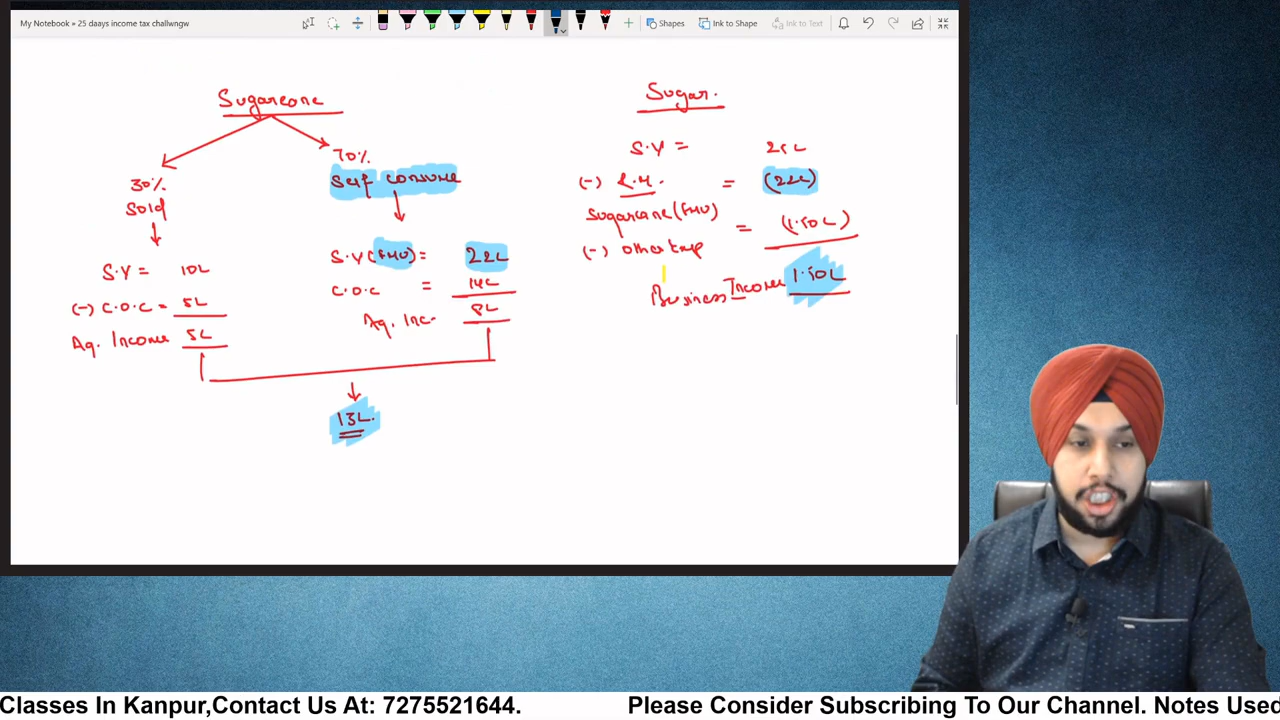 My Notebook » 25 daays income tax challwngw
Shapes
Ink to Shape
Ink to Text
Sugarcane
30%
Sold
S.V = 10L
(-) C.O.C = 5L
Ag. Income 5L
70%
Self consume
S.V (FMV) = 22L
C.O.C = 14L
Ag. Inc. 8L
13L.
Sugar.
S.V = 25L
(-) R.M. = (22L)
Sugarcane (FMV)
(-) Other Exp = (1.50L)
Business Income 1.50L
Classes In Kanpur,Contact Us At: 7275521644.
Please Consider Subscribing To Our Channel. Notes Used